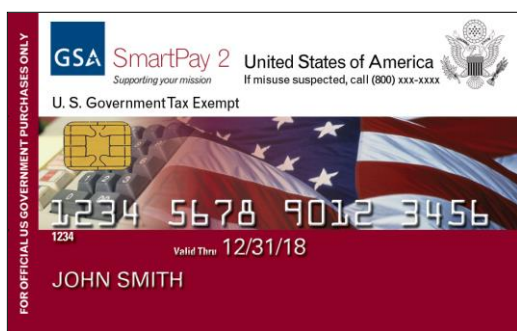 FOR OFFICIAL US GOVERNMENT PURCHASES ONLY
GSA SmartPay 2
Supporting your mission
United States of America
If misuse suspected, call (800) xxx-xxxx
U. S. Government Tax Exempt
1234 5678 9012 3456
1234
Valid Thru 12/31/18
JOHN SMITH